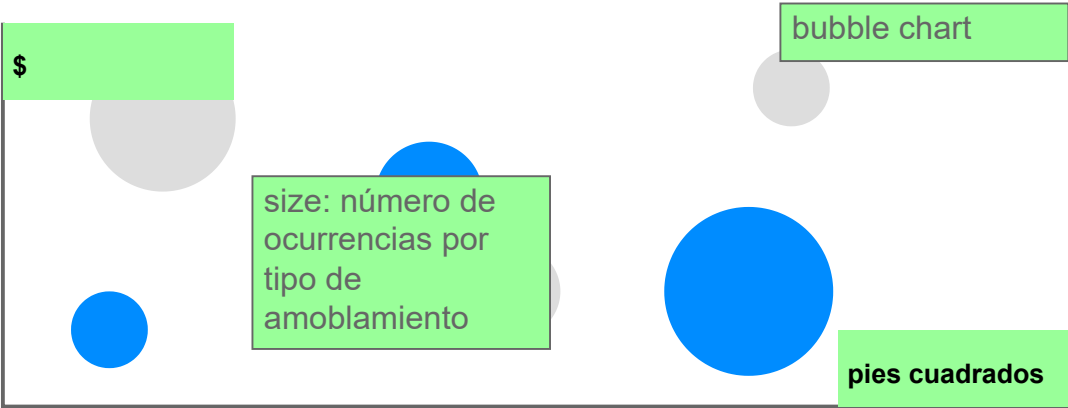 bubble chart
$
size: número de
ocurrencias por
tipo de
amoblamiento
pies cuadrados